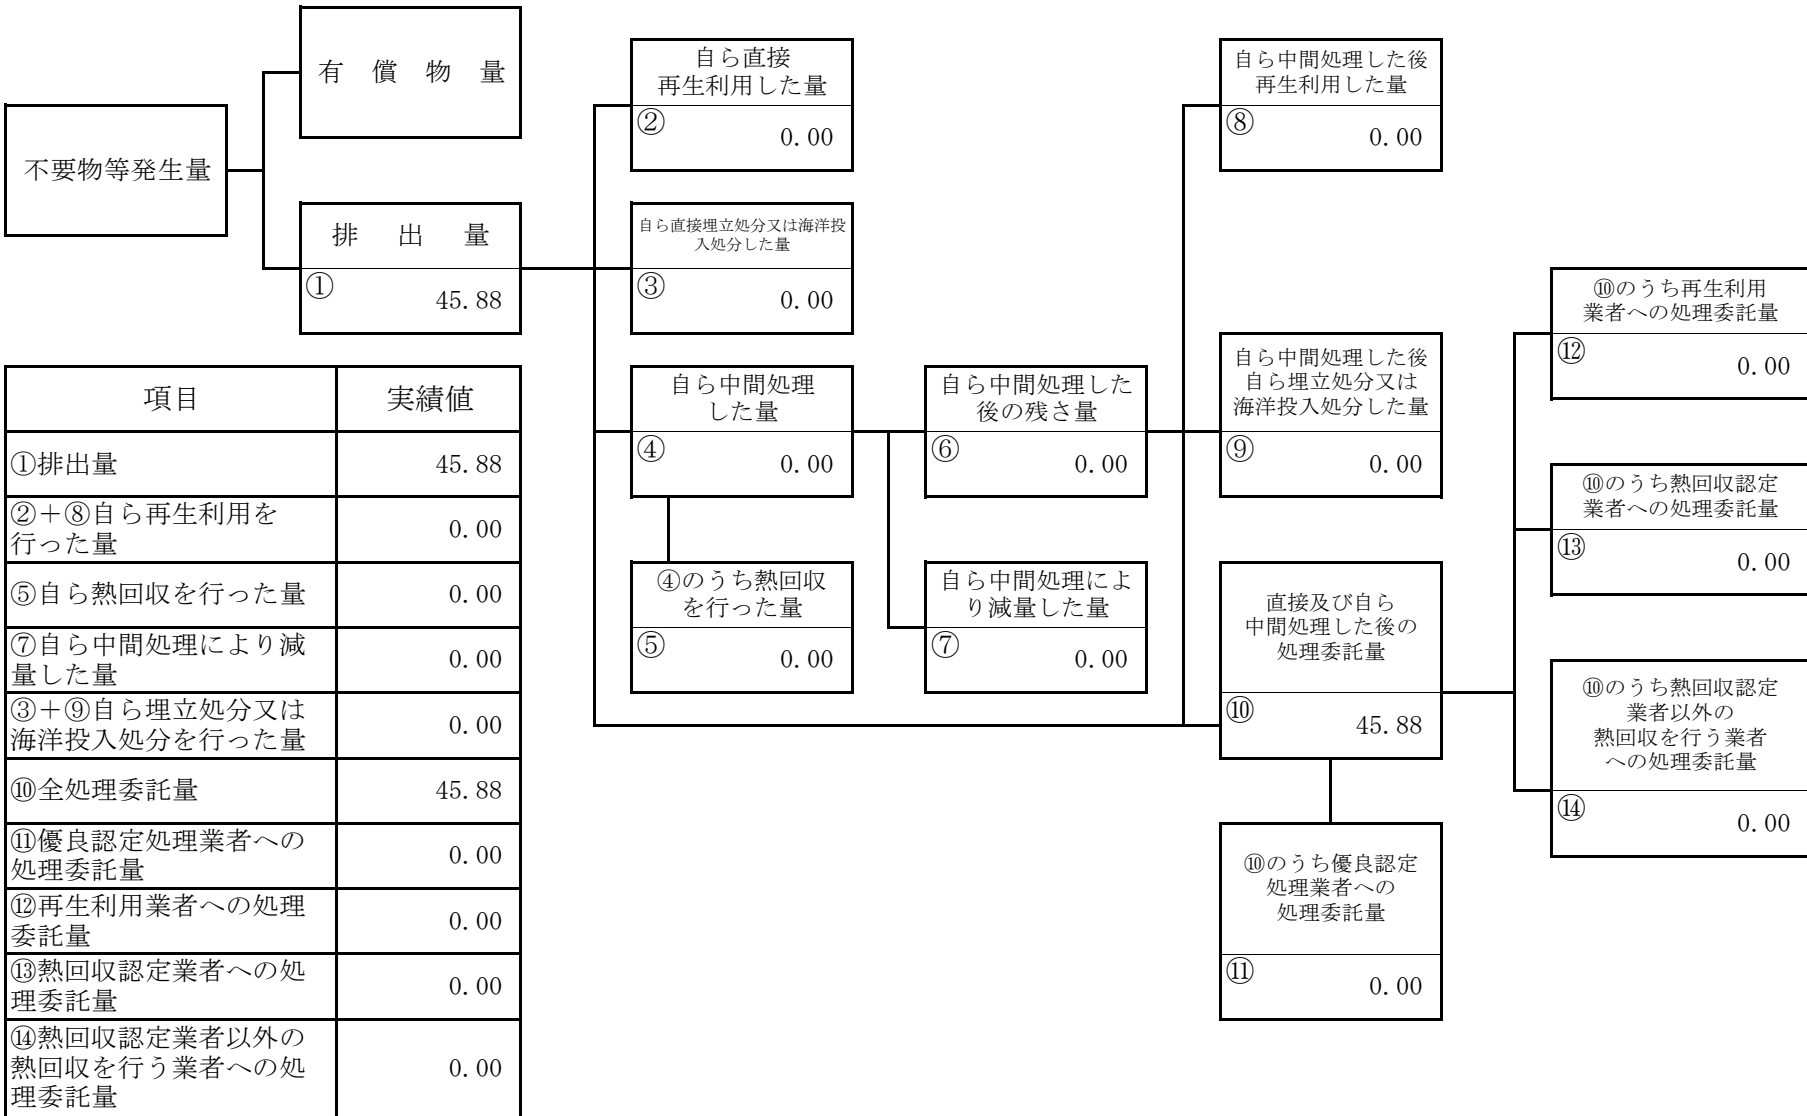 不要物等発生量
有 償 物 量
排 出 量
① 45.88
自ら直接
再生利用した量
② 0.00
自ら直接埋立処分又は海洋投
入処分した量
③ 0.00
自ら中間処理
した量
④ 0.00
④のうち熱回収
を行った量
⑤ 0.00
自ら中間処理した
後の残さ量
⑥ 0.00
自ら中間処理によ
り減量した量
⑦ 0.00
自ら中間処理した後
再生利用した量
⑧ 0.00
自ら中間処理した後
自ら埋立処分又は
海洋投入処分した量
⑨ 0.00
直接及び自ら
中間処理した後の
処理委託量
⑩ 45.88
⑩のうち優良認定
処理業者への
処理委託量
⑪ 0.00
⑩のうち再生利用
業者への処理委託量
⑫ 0.00
⑩のうち熱回収認定
業者への処理委託量
⑬ 0.00
⑩のうち熱回収認定
業者以外の
熱回収を行う業者
への処理委託量
⑭ 0.00
項目 実績値
①排出量 45.88
②+⑧自ら再生利用を
行った量 0.00
⑤自ら熱回収を行った量 0.00
⑦自ら中間処理により減
量した量 0.00
③+⑨自ら埋立処分又は
海洋投入処分を行った量 0.00
⑩全処理委託量 45.88
⑪優良認定処理業者への
処理委託量 0.00
⑫再生利用業者への処理
委託量 0.00
⑬熱回収認定業者への処
理委託量 0.00
⑭熱回収認定業者以外の
熱回収を行う業者への処
理委託量 0.00